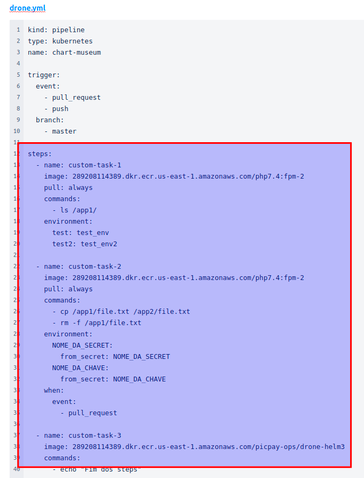 drone.yml
1 kind: pipeline
2 type: kubernetes
3 name: chart-museum
4
5 trigger:
6 event:
7 - pull_request
8 - push
9 branch:
10 - master
11
12 steps:
13 - name: custom-task-1
14 image: 289208114389.dkr.ecr.us-east-1.amazonaws.com/php7.4:fpm-2
15 pull: always
16 commands:
17 - ls /app1/
18 environment:
19 test: test_env
20 test2: test_env2
21
22 - name: custom-task-2
23 image: 289208114389.dkr.ecr.us-east-1.amazonaws.com/php7.4:fpm-2
24 pull: always
25 commands:
26 - cp /app1/file.txt /app2/file.txt
27 - rm -f /app1/file.txt
28 environment:
29 NOME_DA_SECRET:
30 from_secret: NOME_DA_SECRET
31 NOME_DA_CHAVE:
32 from_secret: NOME_DA_CHAVE
33 when:
34 event:
35 - pull_request
36
37 - name: custom-task-3
38 image: 289208114389.dkr.ecr.us-east-1.amazonaws.com/picpay-ops/drone-helm3
39 commands:
40 - echo "Fim dos steps"